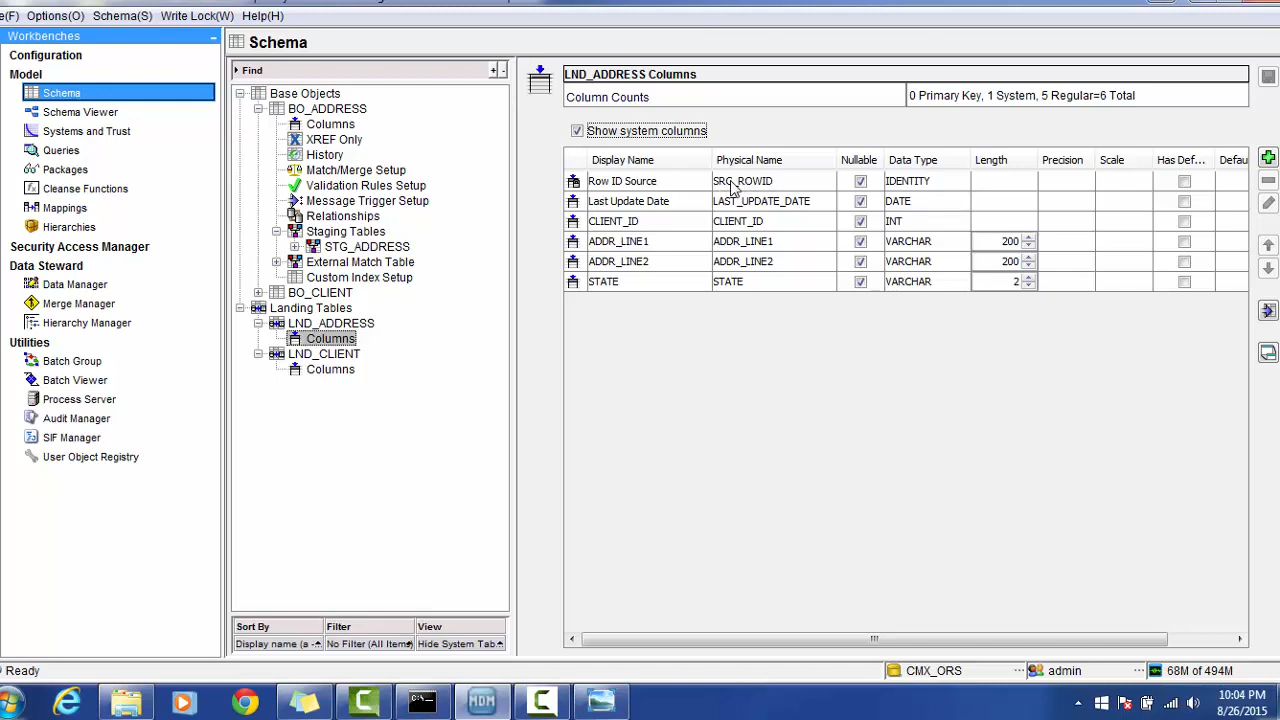 e(F) Options(O) Schema(S) Write Lock(W) Help(H)
Workbenches
Configuration
Model
Schema
Schema Viewer
Systems and Trust
Queries
Packages
Cleanse Functions
Mappings
Hierarchies
Security Access Manager
Data Steward
Data Manager
Merge Manager
Hierarchy Manager
Utilities
Batch Group
Batch Viewer
Process Server
Audit Manager
SIF Manager
User Object Registry
Schema
Find + -
Base Objects
BO_ADDRESS
Columns
XREF Only
History
Match/Merge Setup
Validation Rules Setup
Message Trigger Setup
Relationships
Staging Tables
STG_ADDRESS
External Match Table
Custom Index Setup
BO_CLIENT
Landing Tables
LND_ADDRESS
Columns
LND_CLIENT
Columns
Sort By Filter View
Display name (a - No Filter (All Items) Hide System Tab
LND_ADDRESS Columns
Column Counts 0 Primary Key, 1 System, 5 Regular=6 Total
Show system columns
Display Name Physical Name Nullable Data Type Length Precision Scale Has Def... Defau
Row ID Source SRC_ROWID IDENTITY
Last Update Date LAST_UPDATE_DATE DATE
CLIENT_ID CLIENT_ID INT
ADDR_LINE1 ADDR_LINE1 VARCHAR 200
ADDR_LINE2 ADDR_LINE2 VARCHAR 200
STATE STATE VARCHAR 2
Ready CMX_ORS admin 68M of 494M
MDM
10:04 PM
8/26/2015